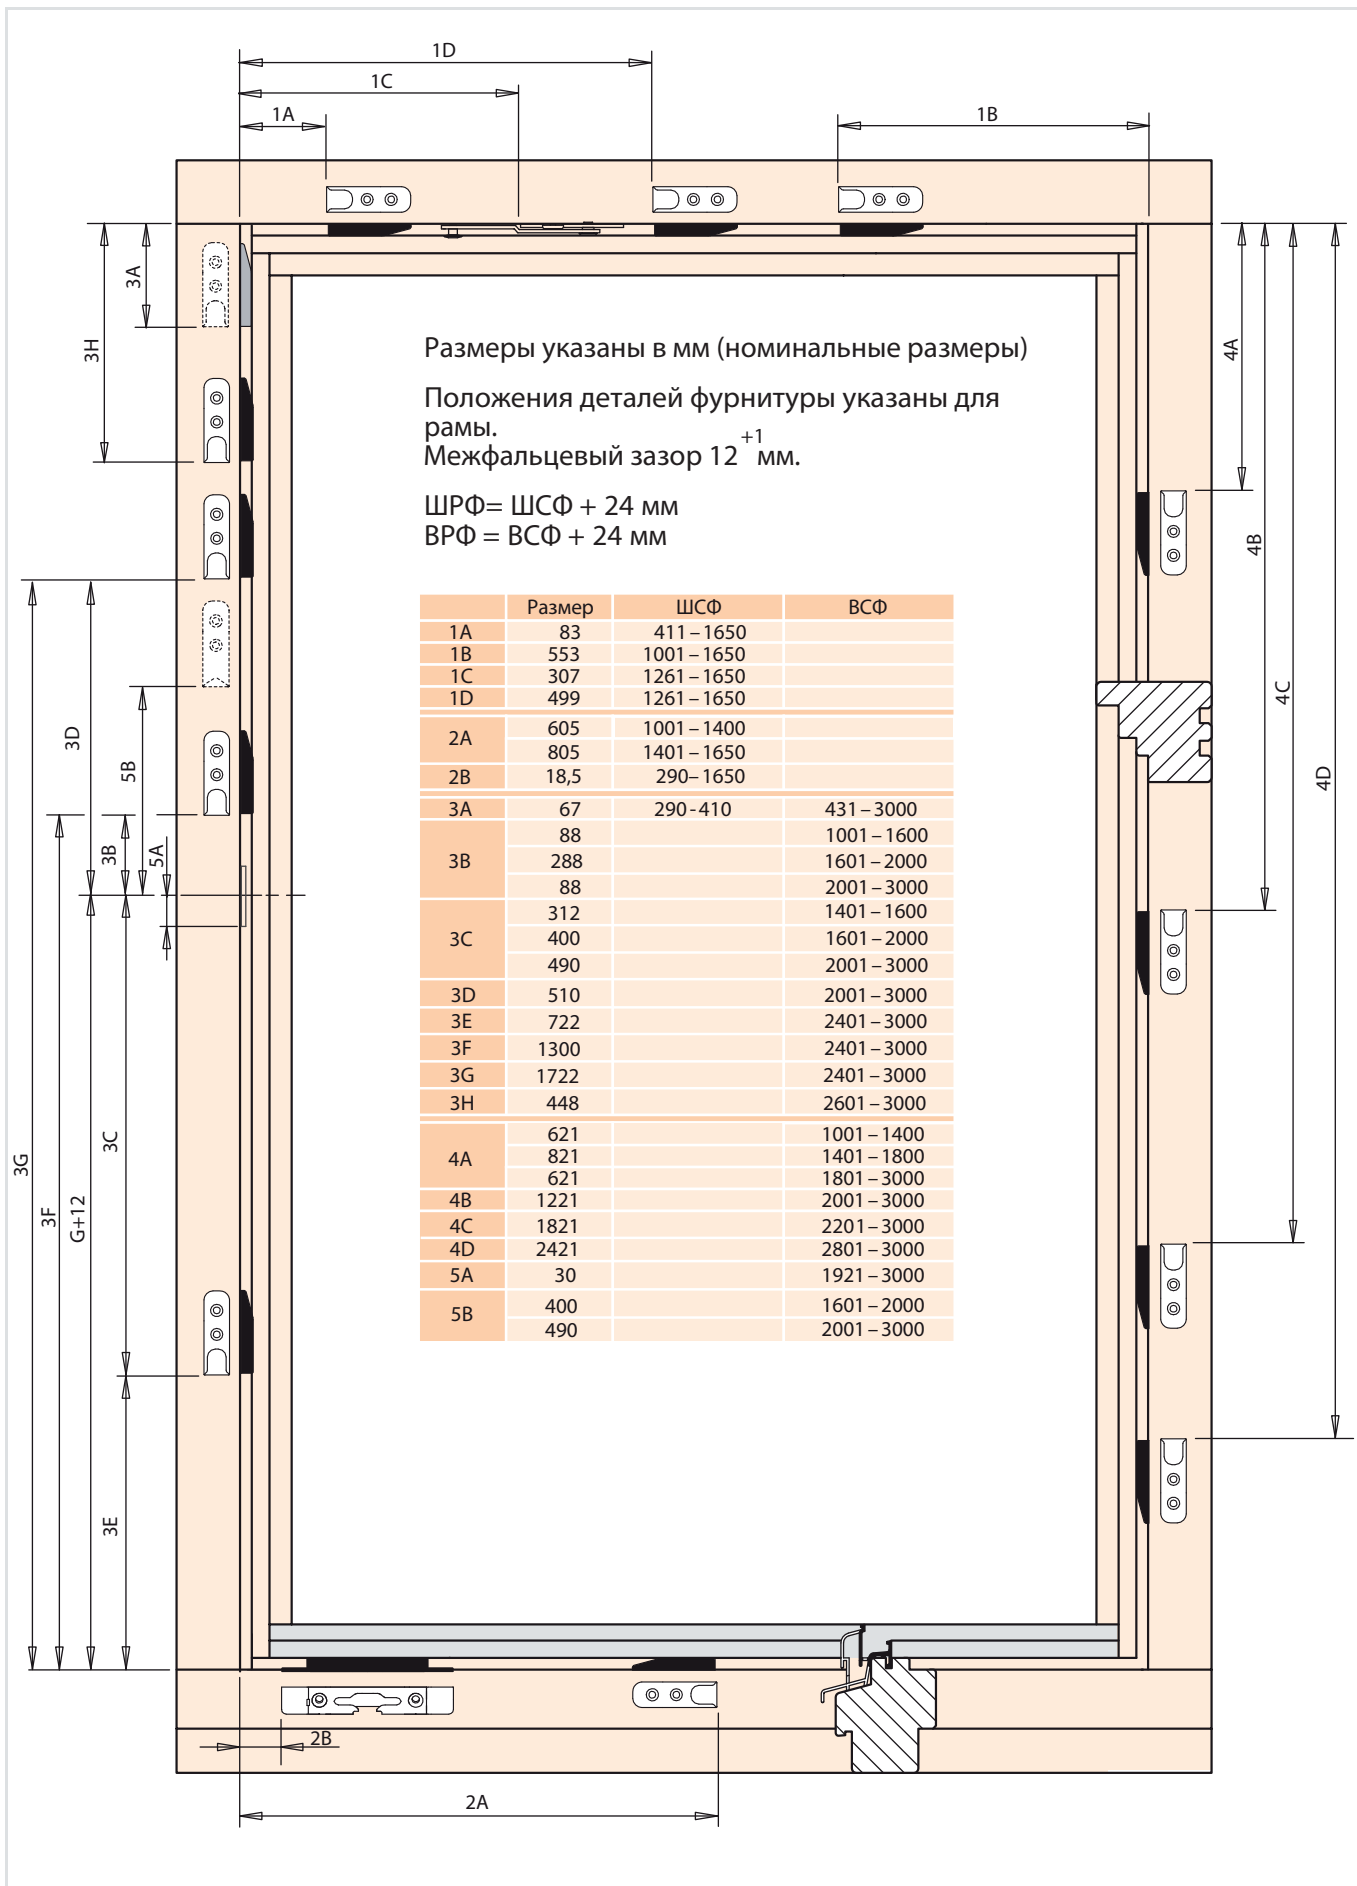 1D
1C
1A
1B
3A
3H
4A
4B
4C
4D
3D
5B
3B
5A
3C
3G
3F
G+12
3E
2B
2A
Размеры указаны в мм (номинальные размеры)
Положения деталей фурнитуры указаны для
рамы.
Межфальцевый зазор 12 +1 мм.
ШРФ= ШСФ + 24 мм
ВРФ = ВСФ + 24 мм
Размер ШСФ ВСФ
1A 83 411–1650
1B 553 1001–1650
1C 307 1261–1650
1D 499 1261–1650
2A 605 1001–1400
805 1401–1650
2B 18,5 290–1650
3A 67 290-410 431–3000
3B 88 1001–1600
288 1601–2000
88 2001–3000
3C 312 1401–1600
400 1601–2000
490 2001–3000
3D 510 2001–3000
3E 722 2401–3000
3F 1300 2401–3000
3G 1722 2401–3000
3H 448 2601–3000
4A 621 1001–1400
821 1401–1800
621 1801–3000
4B 1221 2001–3000
4C 1821 2201–3000
4D 2421 2801–3000
5A 30 1921–3000
5B 400 1601–2000
490 2001–3000